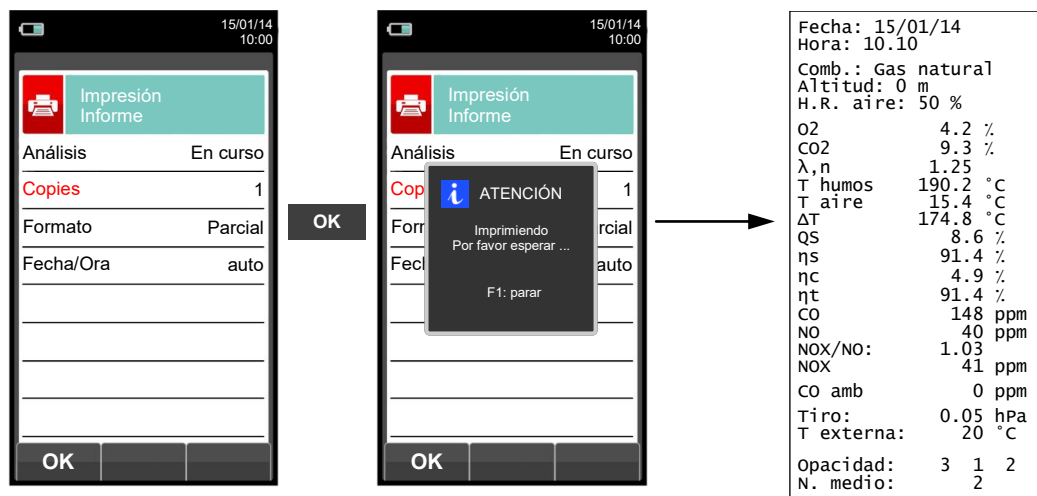 15/01/14
10:00
Impresión
Informe
Análisis En curso
Copies 1
Formato Parcial
Fecha/Ora auto
OK
OK
15/01/14
10:00
Impresión
Informe
Análisis En curso
Cop 1
Form rcial
Fech auto
i ATENCIÓN
Imprimiendo
Por favor esperar ...
F1: parar
OK
Fecha: 15/01/14
Hora: 10.10
Comb.: Gas natural
Altitud: 0 m
H.R. aire: 50 %
O2 4.2 %
CO2 9.3 %
λ,n 1.25
T humos 190.2 °C
T aire 15.4 °C
ΔT 174.8 °C
QS 8.6 %
ηs 91.4 %
ηc 4.9 %
ηt 91.4 %
CO 148 ppm
NO 40 ppm
NOX/NO: 1.03
NOX 41 ppm
CO amb 0 ppm
Tiro: 0.05 hPa
T externa: 20 °C
Opacidad: 3 1 2
N. medio: 2